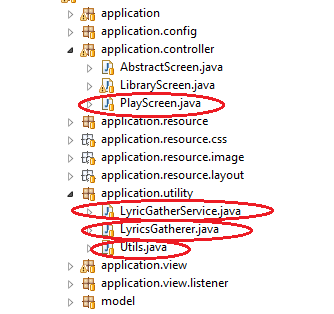 application
application.config
application.controller
AbstractScreen.java
LibraryScreen.java
PlayScreen.java
application.resource
application.resource.css
application.resource.image
application.resource.layout
application.utility
LyricGatherService.java
LyricsGatherer.java
Utils.java
application.view
application.view.listener
model